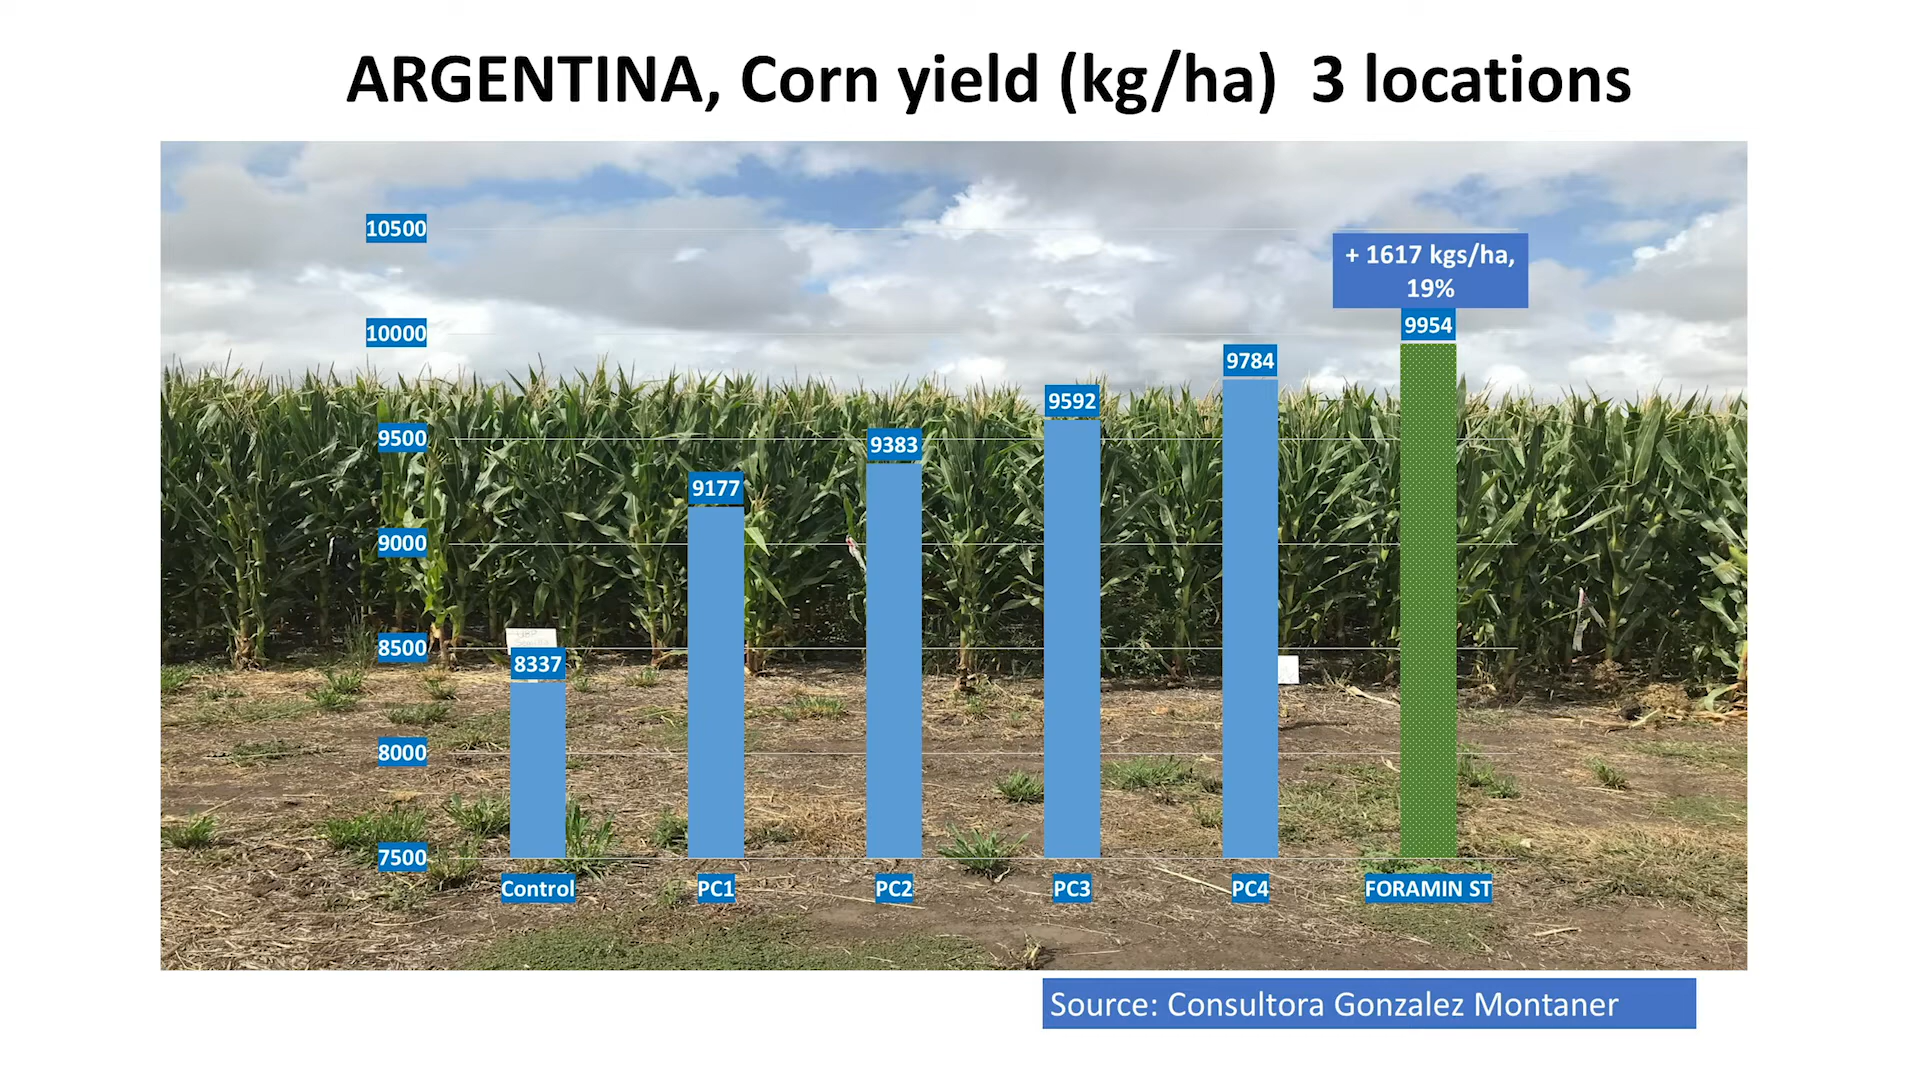 ARGENTINA, Corn yield (kg/ha)  3 locations
10500
+ 1617 kgs/ha,
19%
10000
9954
9784
9592
9500
9383
9177
9000
8500
8337
8000
7500
Control
PC1
PC2
PC3
PC4
FORAMIN ST
Source: Consultora Gonzalez Montaner